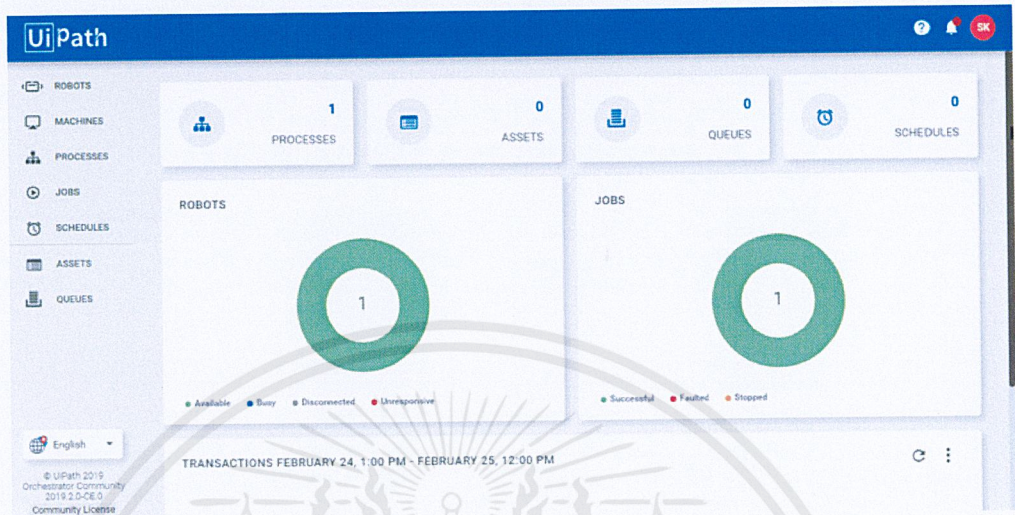 UiPath
SK
ROBOTS
MACHINES
PROCESSES
JOBS
SCHEDULES
ASSETS
QUEUES
1
PROCESSES
0
ASSETS
0
QUEUES
0
SCHEDULES
ROBOTS
1
Available Busy Disconnected Unresponsive
JOBS
1
Successful Faulted Stopped
English
© UiPath 2019
Orchestrator Community
2019.2.0-CE.0
Community License
TRANSACTIONS FEBRUARY 24, 1:00 PM - FEBRUARY 25, 12:00 PM